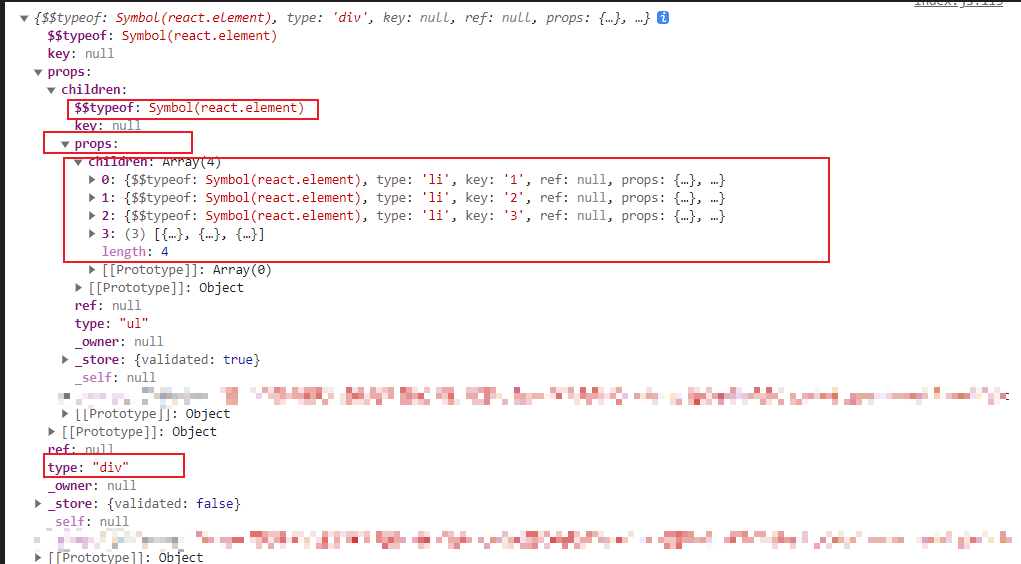 index.js:115
▼ {$$typeof: Symbol(react.element), type: 'div', key: null, ref: null, props: {…}, …} i
$$typeof: Symbol(react.element)
key: null
▼ props:
▼ children:
$$typeof: Symbol(react.element)
key: null
▼ props:
▼ children: Array(4)
▶ 0: {$$typeof: Symbol(react.element), type: 'li', key: '1', ref: null, props: {…}, …}
▶ 1: {$$typeof: Symbol(react.element), type: 'li', key: '2', ref: null, props: {…}, …}
▶ 2: {$$typeof: Symbol(react.element), type: 'li', key: '3', ref: null, props: {…}, …}
▶ 3: (3) [{…}, {…}, {…}]
length: 4
▶ [[Prototype]]: Array(0)
▶ [[Prototype]]: Object
ref: null
type: "ul"
_owner: null
▶ _store: {validated: true}
_self: null
▶ [[Prototype]]: Object
▶ [[Prototype]]: Object
ref: null
type: "div"
_owner: null
▶ _store: {validated: false}
_self: null
▶ [[Prototype]]: Object